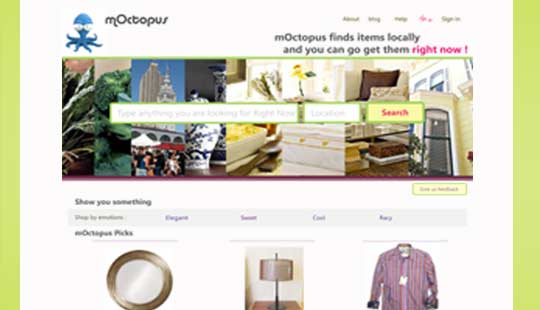 mOctopus
About blog Help Sign in
mOctopus finds items locally
and you can go get them right now !
Type anything you are looking for Right Now Location Search
Give us feedback
Show you something
Shop by emotions : Elegant Sweet Cool Racy
mOctopus Picks